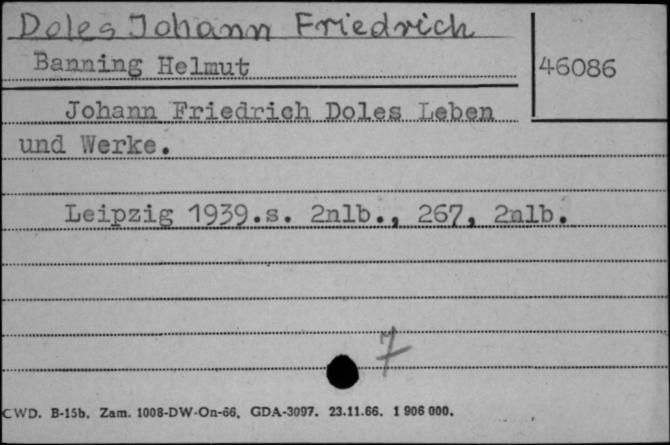 Doles Johann Friedrich
Banning Helmut
46086
Johann Friedrich Doles Leben
und Werke.
Leipzig 1939.s. 2nlb., 267, 2nlb.
7
CWD. B-15b. Zam. 1008-DW-On-66, GDA-3097. 23.11.66. 1 906 000.